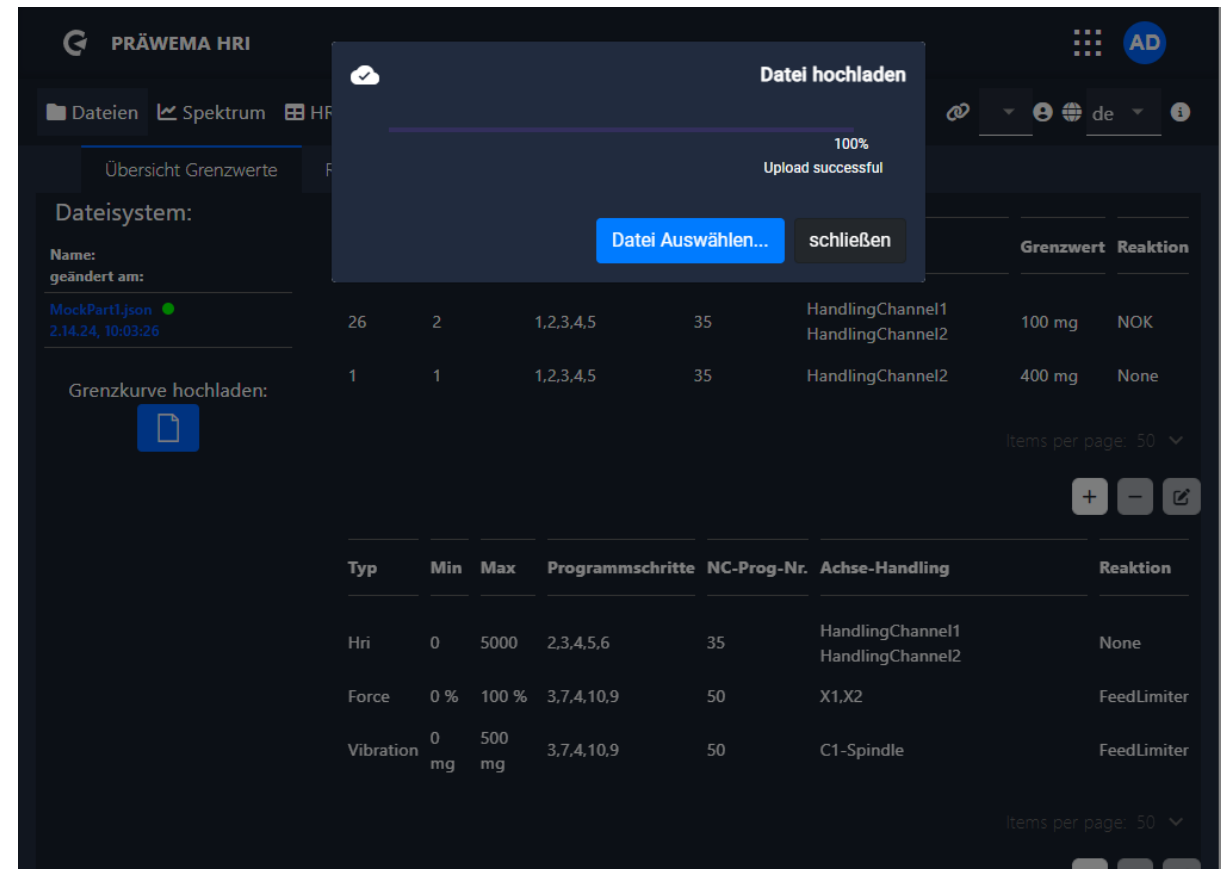 PRÄWEMA HRI
AD
Datei hochladen
Dateien Spektrum HR
de
100%
Upload successful
Übersicht Grenzwerte
Datei Auswählen... schließen
Dateisystem:
Name:
geändert am:
MockPart1.json
2.14.24, 10:03:26
Grenzkurve hochladen:
Grenzwert Reaktion
26 2 1,2,3,4,5 35 HandlingChannel1 HandlingChannel2 100 mg NOK
1 1 1,2,3,4,5 35 HandlingChannel2 400 mg None
Items per page: 50
Typ Min Max Programmschritte NC-Prog-Nr. Achse-Handling Reaktion
Hri 0 5000 2,3,4,5,6 35 HandlingChannel1 HandlingChannel2 None
Force 0 % 100 % 3,7,4,10,9 50 X1,X2 FeedLimiter
Vibration 0 mg 500 mg 3,7,4,10,9 50 C1-Spindle FeedLimiter
Items per page: 50